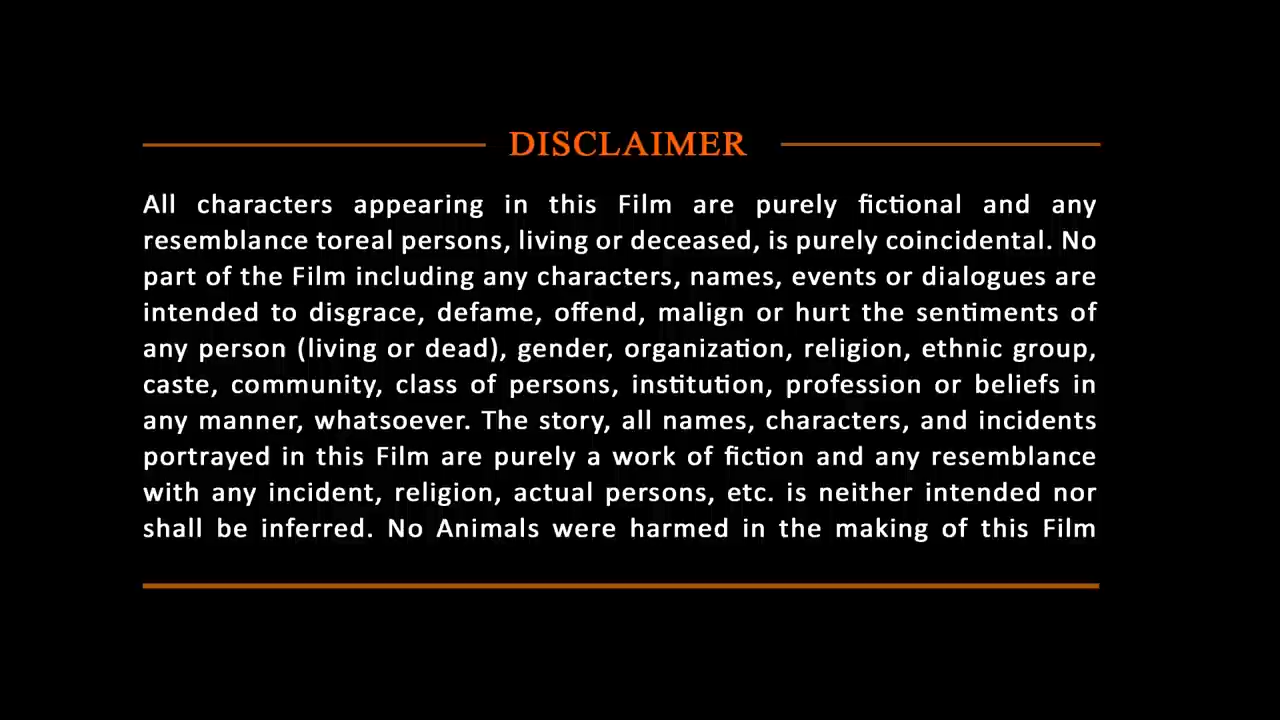 DISCLAIMER
All characters appearing in this Film are purely fictional and any
resemblance toreal persons, living or deceased, is purely coincidental. No
part of the Film including any characters, names, events or dialogues are
intended to disgrace, defame, offend, malign or hurt the sentiments of
any person (living or dead), gender, organization, religion, ethnic group,
caste, community, class of persons, institution, profession or beliefs in
any manner, whatsoever. The story, all names, characters, and incidents
portrayed in this Film are purely a work of fiction and any resemblance
with any incident, religion, actual persons, etc. is neither intended nor
shall be inferred. No Animals were harmed in the making of this Film